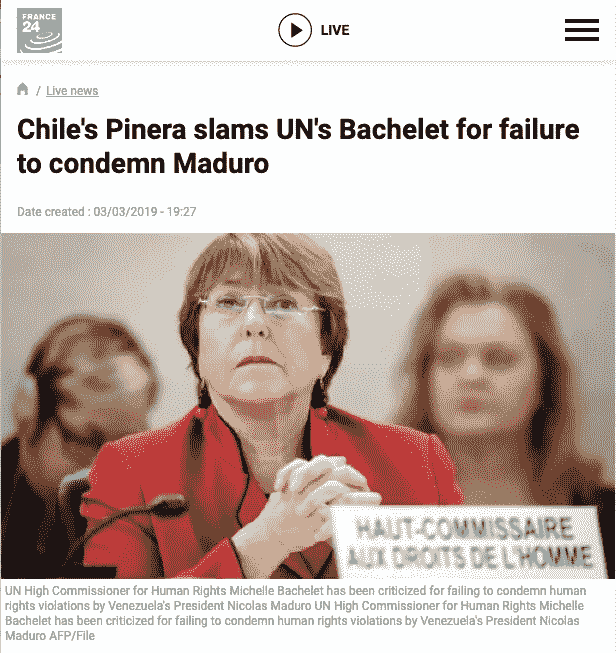 FRANCE
24
LIVE
/ Live news
Chile's Pinera slams UN's Bachelet for failure
to condemn Maduro
Date created : 03/03/2019 - 19:27
HAUT-COMMISSAIRE
AUX DROITS DE L'HOMME
UN High Commissioner for Human Rights Michelle Bachelet has been criticized for failing to condemn human
rights violations by Venezuela's President Nicolas Maduro UN High Commissioner for Human Rights Michelle
Bachelet has been criticized for failing to condemn human rights violations by Venezuela's President Nicolas
Maduro AFP/File